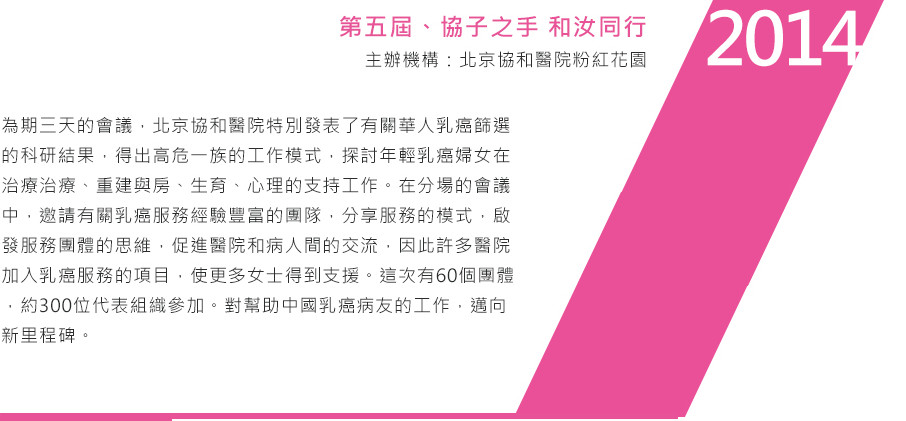 第五屆、協子之手 和汝同行
2014
主辦機構：北京協和醫院粉紅花園
為期三天的會議，北京協和醫院特別發表了有關華人乳癌篩選
的科研結果，得出高危一族的工作模式，探討年輕乳癌婦女在
治療治療、重建與房、生育、心理的支持工作。在分場的會議
中，邀請有關乳癌服務經驗豐富的團隊，分享服務的模式，啟
發服務團體的思維，促進醫院和病人間的交流，因此許多醫院
加入乳癌服務的項目，使更多女士得到支援。這次有60個團體
，約300位代表組織參加。對幫助中國乳癌病友的工作，邁向
新里程碑。